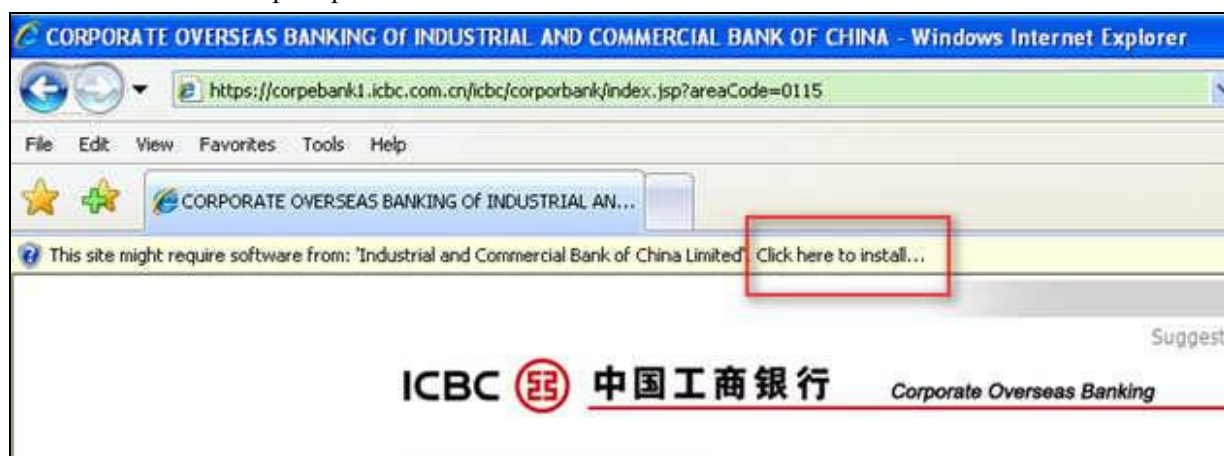 CORPORATE OVERSEAS BANKING Of INDUSTRIAL AND COMMERCIAL BANK OF CHINA - Windows Internet Explorer
https://corpebank1.icbc.com.cn/icbc/corporbank/index.jsp?areaCode=0115
File Edit View Favorites Tools Help
CORPORATE OVERSEAS BANKING Of INDUSTRIAL AN...
This site might require software from: 'Industrial and Commercial Bank of China Limited'. Click here to install...
Suggest
ICBC 中国工商银行 Corporate Overseas Banking